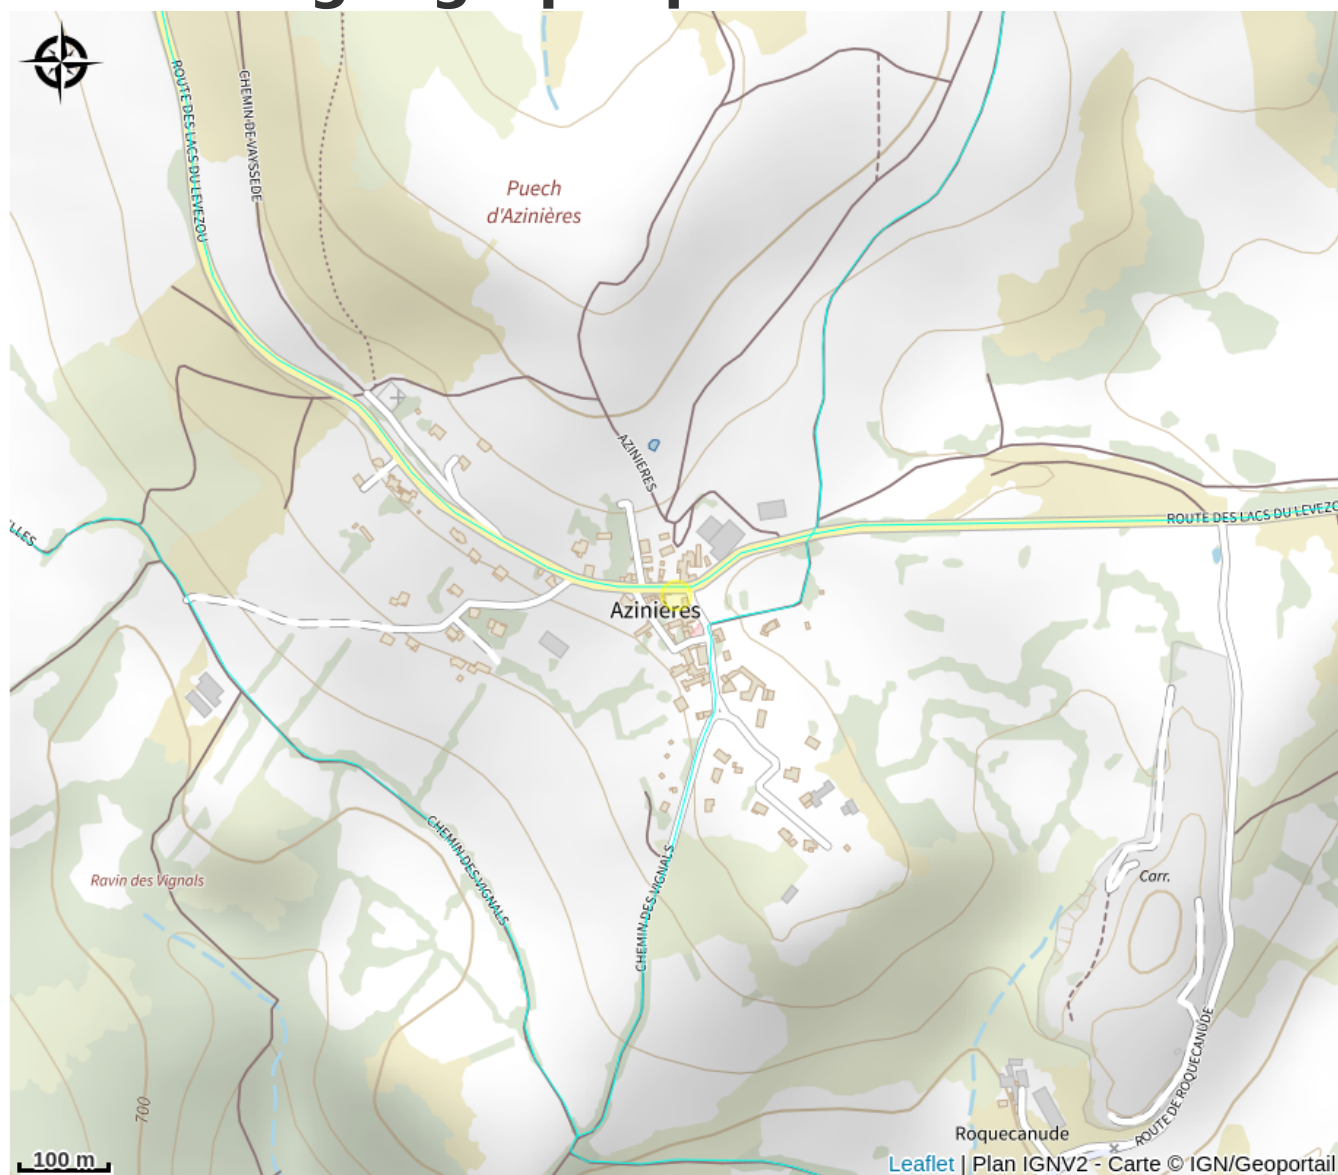 ROUTE DES LACS DU LEVEZOU
CHEMIN DE VAYSSEDE
Puech
d'Azinières
AZINIERES
ROUTE DES LACS DU LEVEZO
LLES
Azinières
CHEMIN DES VIGNALS
CHEMIN DES VIGNALS
Ravin des Vignals
Carr.
700
ROUTE DE ROQUECANUDE
Roquecanude
100 m
Leaflet | Plan IGNV2 - Carte © IGN/Geoportail